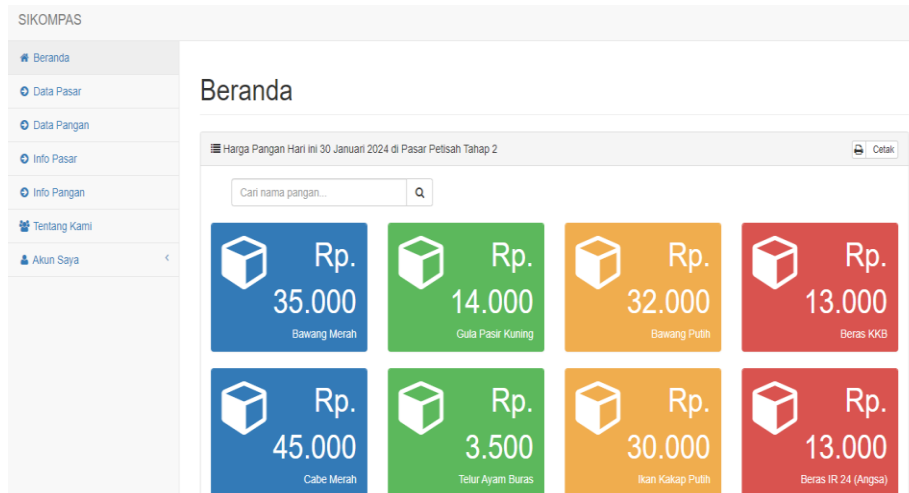 SIKOMPAS
Beranda
Data Pasar
Data Pangan
Info Pasar
Info Pangan
Tentang Kami
Akun Saya
Beranda
Harga Pangan Hari ini 30 Januari 2024 di Pasar Petisah Tahap 2
Cetak
Cari nama pangan...
Rp.
35.000
Bawang Merah
Rp.
14.000
Gula Pasir Kuning
Rp.
32.000
Bawang Putih
Rp.
13.000
Beras KKB
Rp.
45.000
Cabe Merah
Rp.
3.500
Telur Ayam Buras
Rp.
30.000
Ikan Kakap Putih
Rp.
13.000
Beras IR 24 (Angsa)